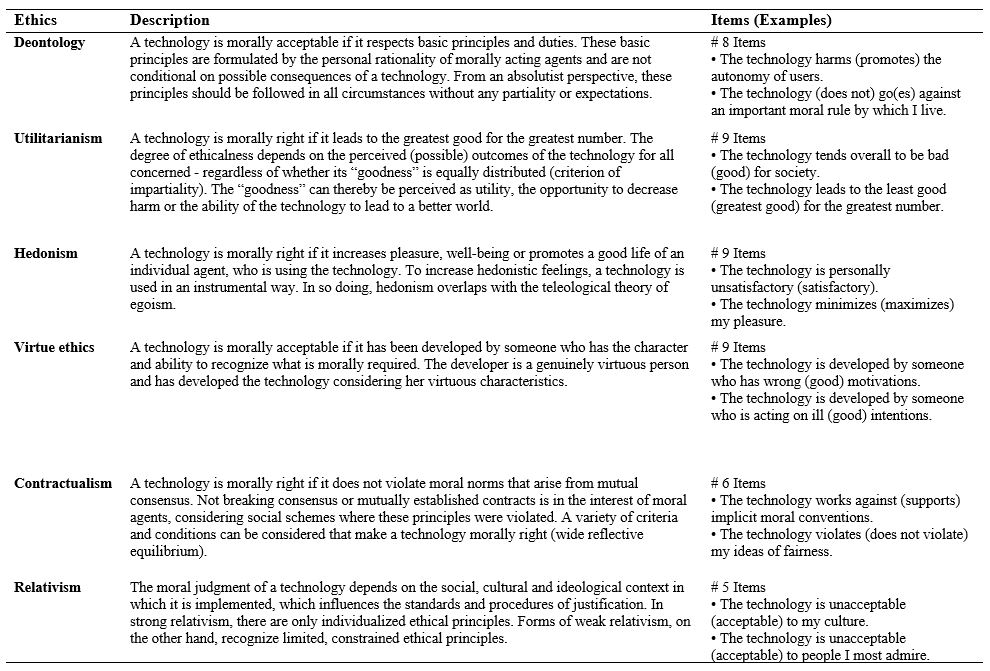 Ethics Description Items (Examples)
Deontology A technology is morally acceptable if it respects basic principles and duties. These basic # 8 Items
principles are formulated by the personal rationality of morally acting agents and are not • The technology harms (promotes) the
conditional on possible consequences of a technology. From an absolutist perspective, these autonomy of users.
principles should be followed in all circumstances without any partiality or expectations. • The technology (does not) go(es) against
an important moral rule by which I live.
Utilitarianism A technology is morally right if it leads to the greatest good for the greatest number. The # 9 Items
degree of ethicalness depends on the perceived (possible) outcomes of the technology for all • The technology tends overall to be bad
concerned - regardless of whether its “goodness” is equally distributed (criterion of (good) for society.
impartiality). The “goodness” can thereby be perceived as utility, the opportunity to decrease • The technology leads to the least good
harm or the ability of the technology to lead to a better world. (greatest good) for the greatest number.
Hedonism A technology is morally right if it increases pleasure, well-being or promotes a good life of an # 9 Items
individual agent, who is using the technology. To increase hedonistic feelings, a technology is • The technology is personally
used in an instrumental way. In so doing, hedonism overlaps with the teleological theory of unsatisfactory (satisfactory).
egoism. • The technology minimizes (maximizes)
my pleasure.
Virtue ethics A technology is morally acceptable if it has been developed by someone who has the character # 9 Items
and ability to recognize what is morally required. The developer is a genuinely virtuous person • The technology is developed by someone
and has developed the technology considering her virtuous characteristics. who has wrong (good) motivations.
• The technology is developed by someone
who is acting on ill (good) intentions.
Contractualism A technology is morally right if it does not violate moral norms that arise from mutual # 6 Items
consensus. Not breaking consensus or mutually established contracts is in the interest of moral • The technology works against (supports)
agents, considering social schemes where these principles were violated. A variety of criteria implicit moral conventions.
and conditions can be considered that make a technology morally right (wide reflective • The technology violates (does not violate)
equilibrium). my ideas of fairness.
Relativism The moral judgment of a technology depends on the social, cultural and ideological context in # 5 Items
which it is implemented, which influences the standards and procedures of justification. In • The technology is unacceptable
strong relativism, there are only individualized ethical principles. Forms of weak relativism, on (acceptable) to my culture.
the other hand, recognize limited, constrained ethical principles. • The technology is unacceptable
(acceptable) to people I most admire.